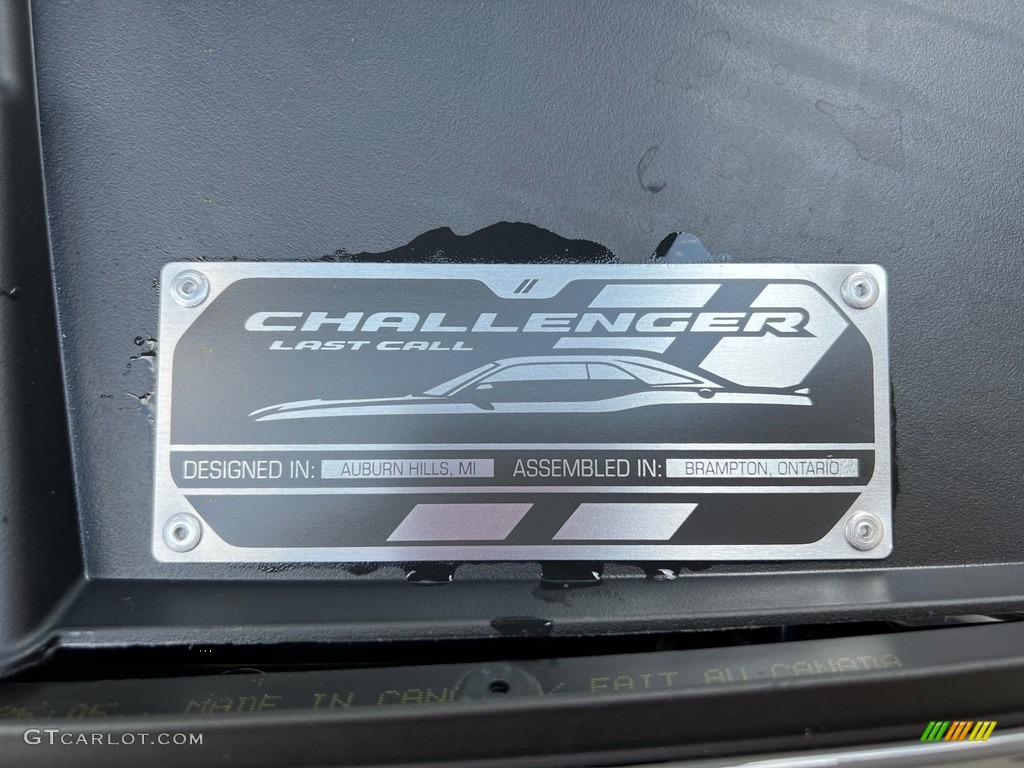 CHALLENGER
LAST CALL
DESIGNED IN: AUBURN HILLS, MI ASSEMBLED IN: BRAMPTON, ONTARIO
MADE IN / FAIT AU CANADA
GTCARLOT.COM